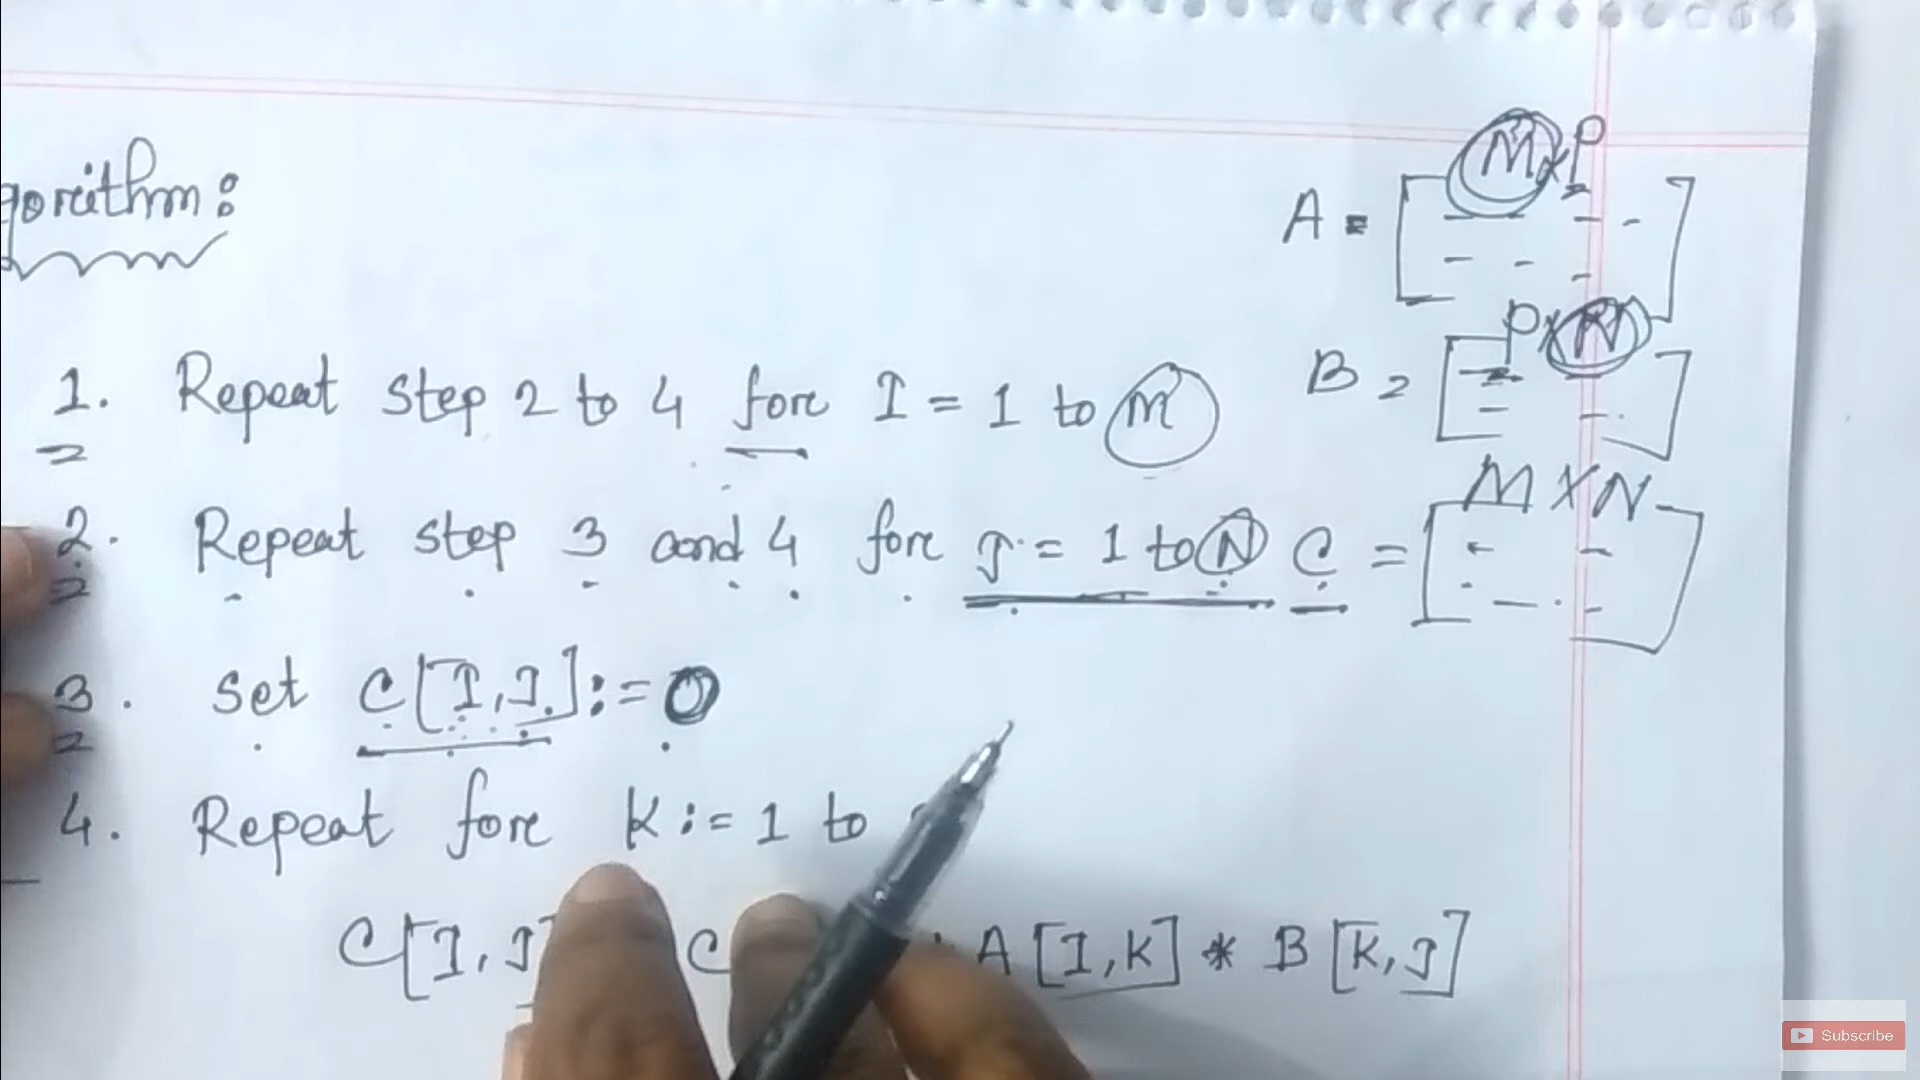 gorithm:
1. Repeat step 2 to 4 for I = 1 to M
2. Repeat step 3 and 4 for J = 1 to N
3. set C[I,J]:=0
4. Repeat for K:=1 to
C[I,J] C A[I,K] * B[K,J]
M x P
A =
P x N
B =
M X N
C =
Subscribe